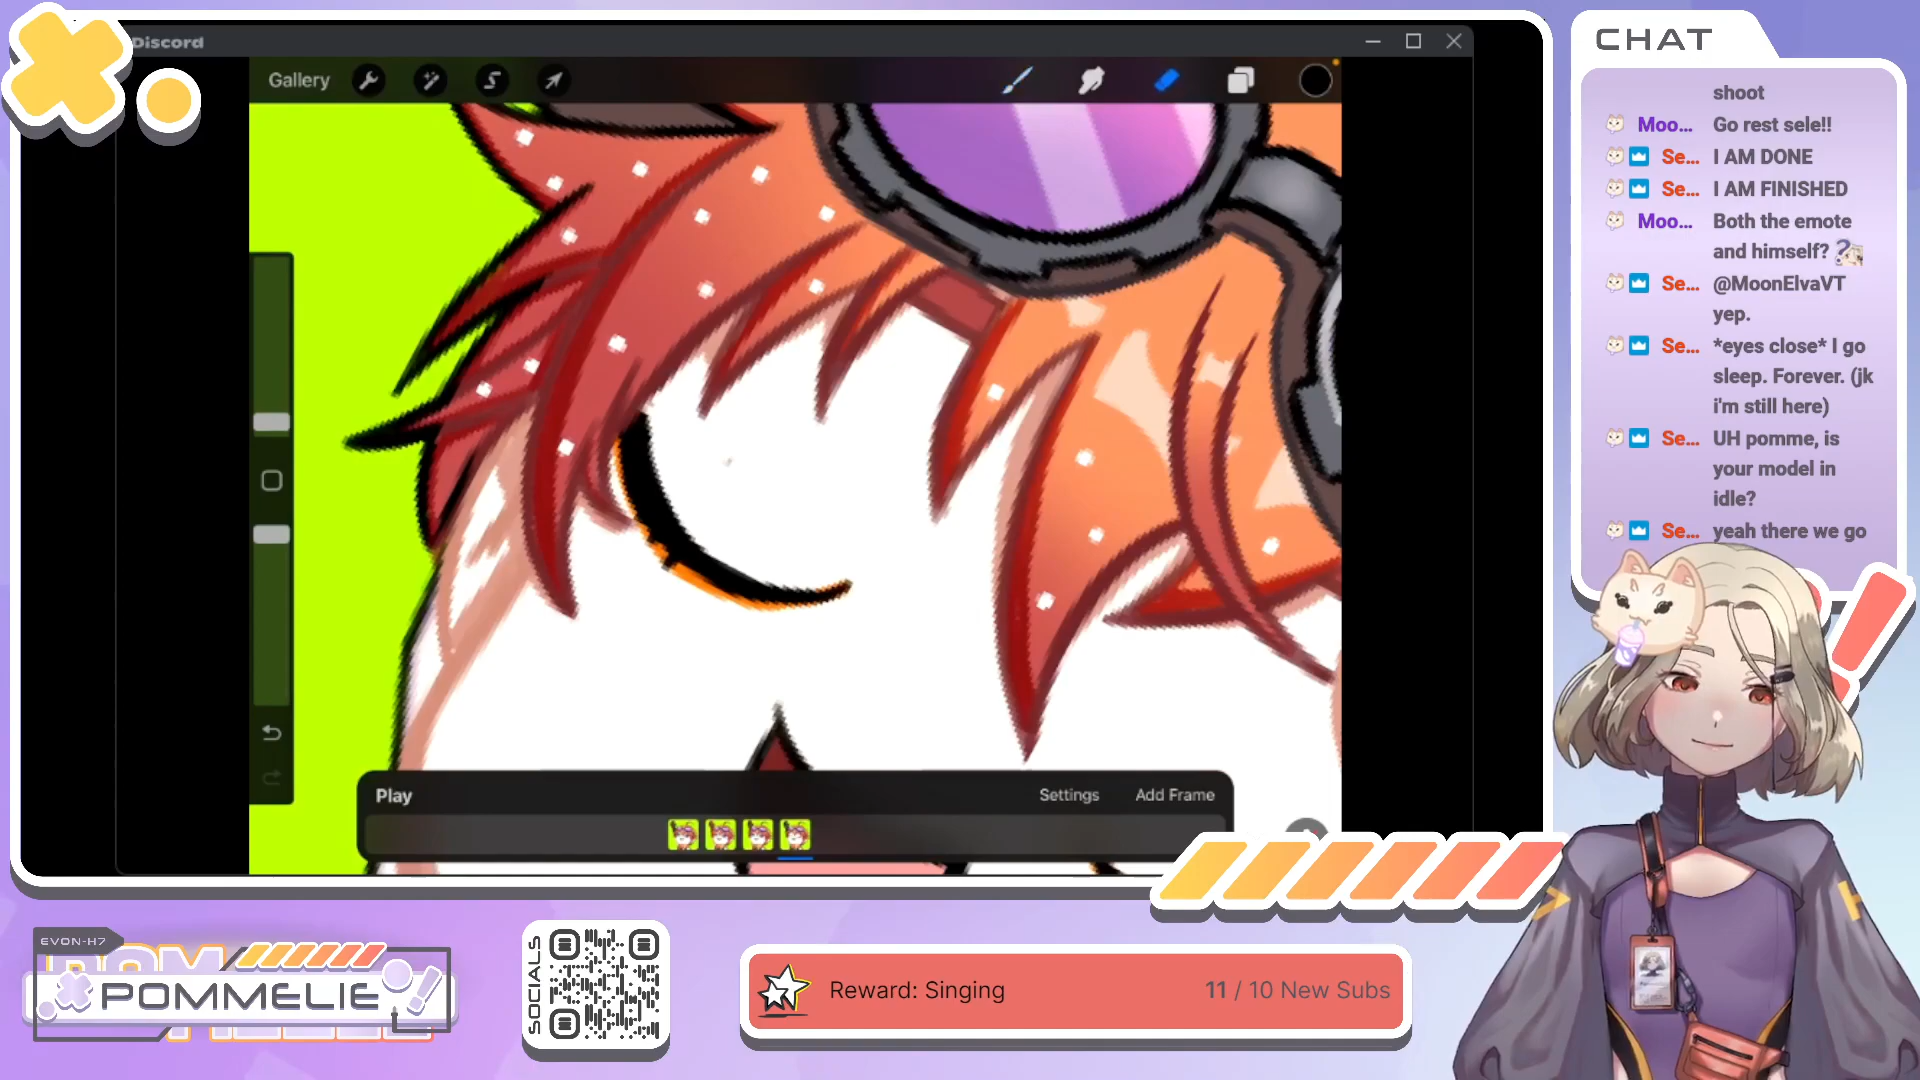 Discord
Gallery
Play
Settings
Add Frame
CHAT
shoot
Moo... Go rest sele!!
Se... I AM DONE
Se... I AM FINISHED
Moo... Both the emote
and himself?
Se... @MoonElvaVT
yep.
Se... *eyes close* I go
sleep. Forever. (jk
i'm still here)
Se... UH pomme, is
your model in
idle?
Se... yeah there we go
EVON-H7
POMMELIE
SOCIALS
Reward: Singing
11 / 10 New Subs